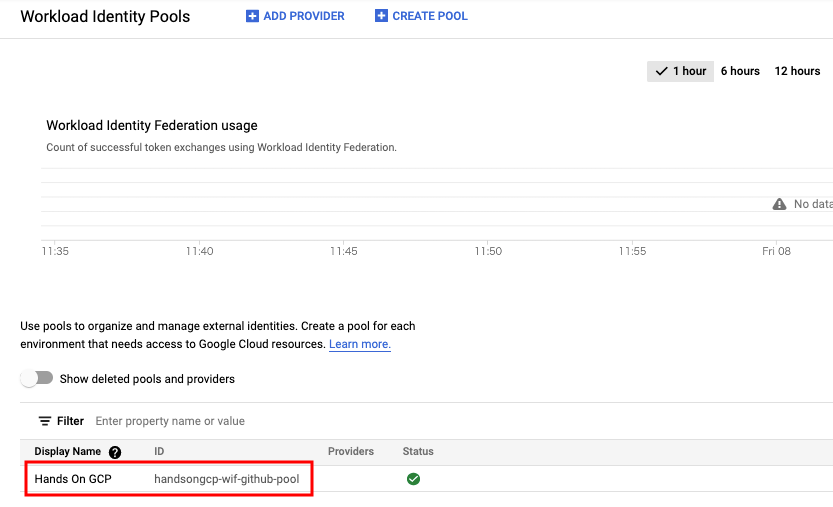 Workload Identity Pools ADD PROVIDER CREATE POOL
1 hour 6 hours 12 hours
Workload Identity Federation usage
Count of successful token exchanges using Workload Identity Federation.
No data
11:35 11:40 11:45 11:50 11:55 Fri 08
Use pools to organize and manage external identities. Create a pool for each
environment that needs access to Google Cloud resources. Learn more.
Show deleted pools and providers
Filter Enter property name or value
Display Name ? ID Providers Status
Hands On GCP handsongcp-wif-github-pool